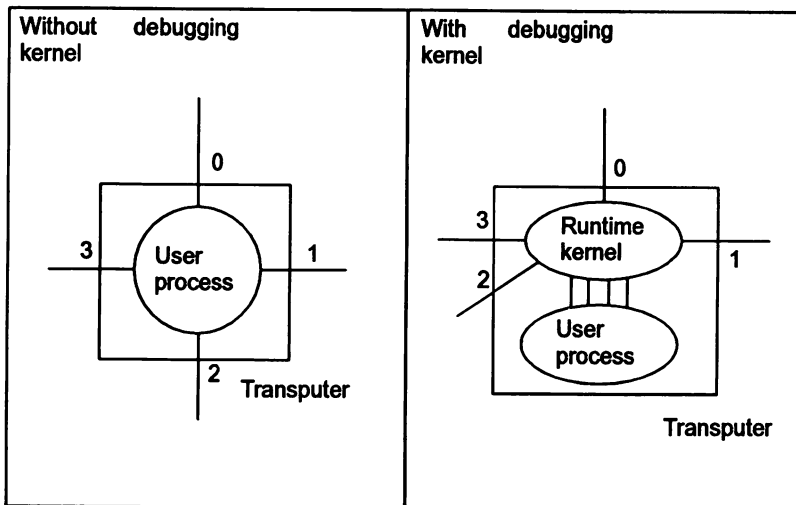 Without debugging
kernel
0
3
User
process
1
2
Transputer
With debugging
kernel
0
3
Runtime
kernel
1
2
User
process
Transputer